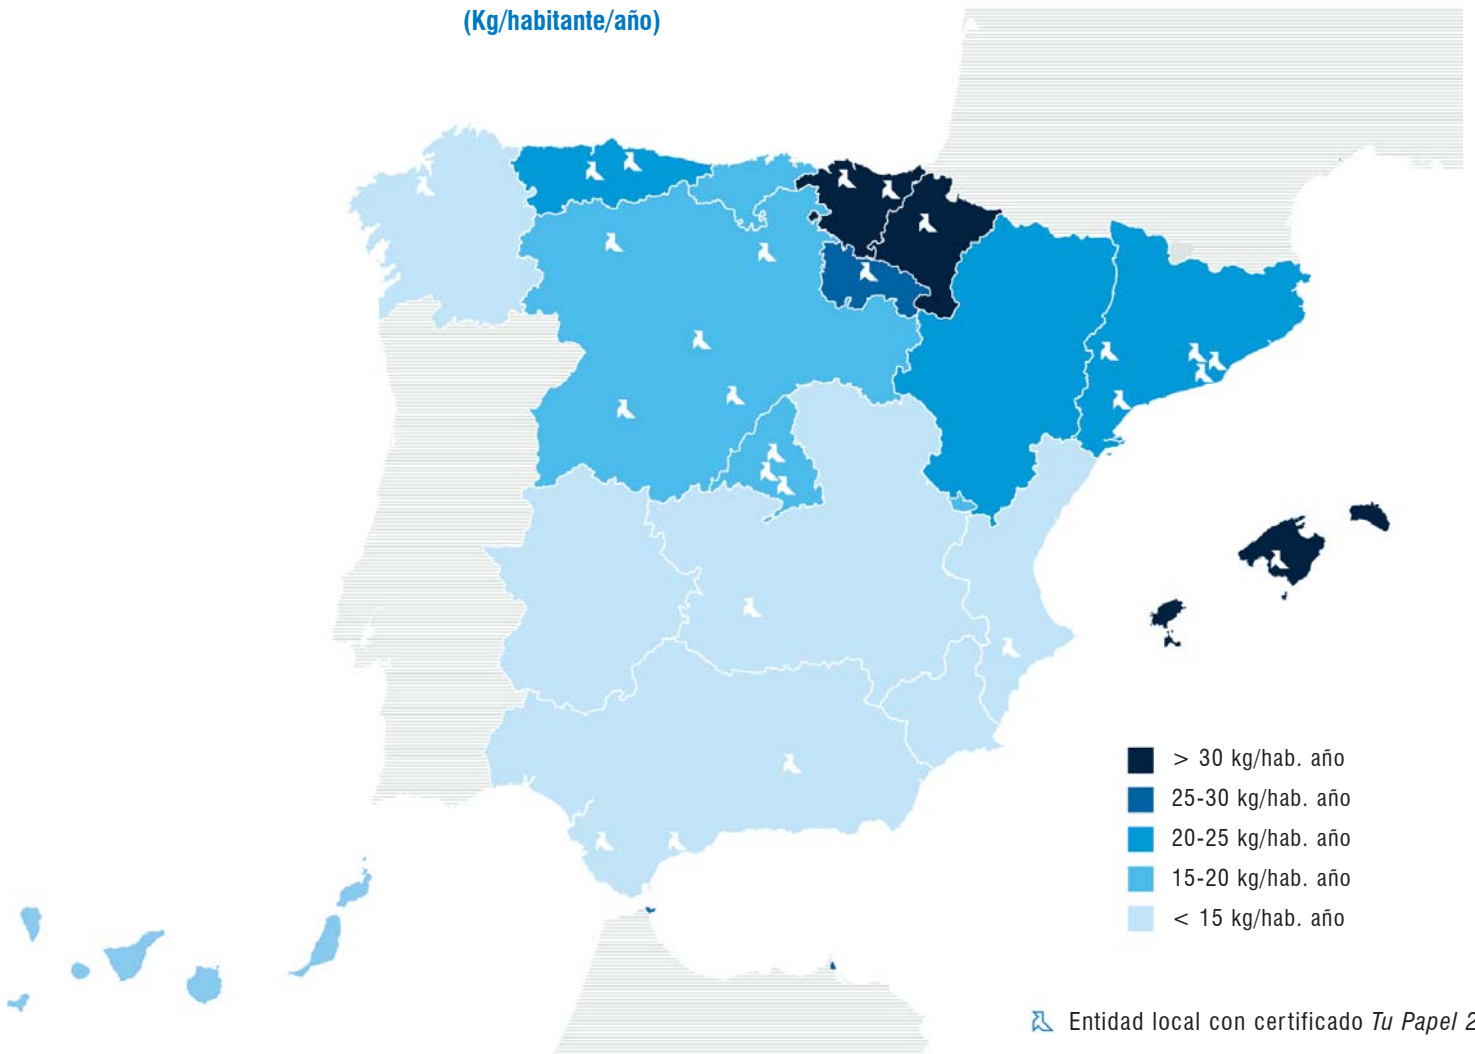 (Kg/habitante/año)
> 30 kg/hab. año
25-30 kg/hab. año
20-25 kg/hab. año
15-20 kg/hab. año
< 15 kg/hab. año
Entidad local con certificado Tu Papel 2